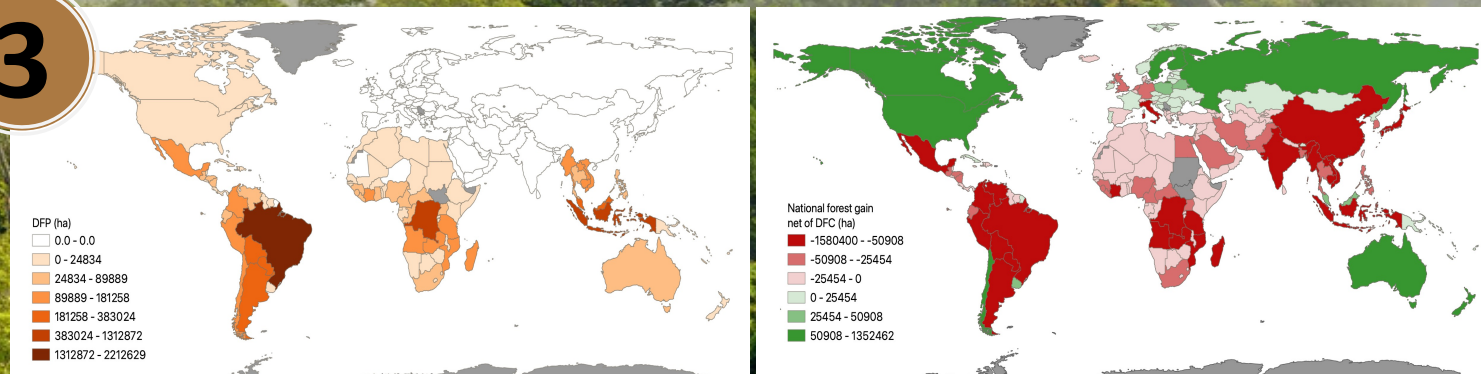 3
DFP (ha)
0.0 - 0.0
0 - 24834
24834 - 89889
89889 - 181258
181258 - 383024
383024 - 1312872
1312872 - 2212629
National forest gain
net of DFC (ha)
-1580400 - -50908
-50908 - -25454
-25454 - 0
0 - 25454
25454 - 50908
50908 - 1352462